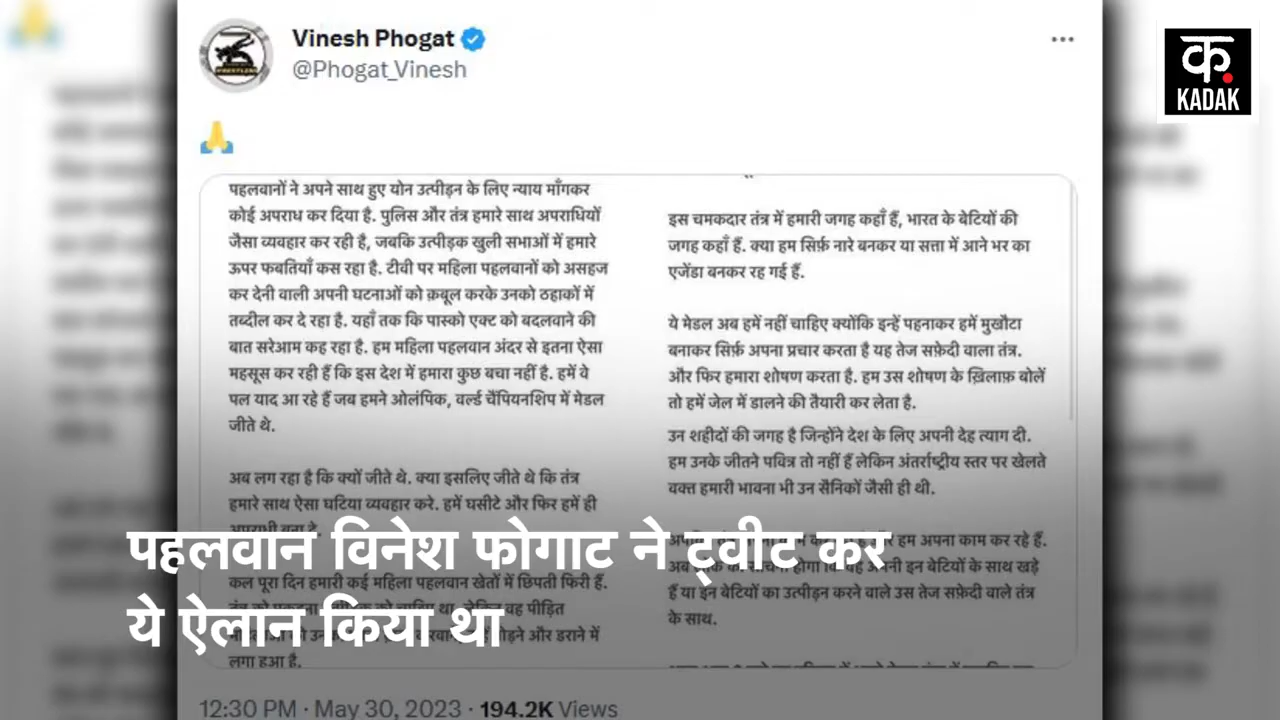 Vinesh Phogat
@Phogat_Vinesh
क
KADAK
🙏
पहलवानों ने अपने साथ हुए योन उत्पीड़न के लिए न्याय माँगकर
कोई अपराध कर दिया है. पुलिस और तंत्र हमारे साथ अपराधियों
जैसा व्यवहार कर रही है, जबकि उत्पीड़क खुली सभाओं में हमारे
ऊपर फबतियाँ कस रहा है. टीवी पर महिला पहलवानों को असहज
कर देनी वाली अपनी घटनाओं को क़बूल करके उनको ठहाकों में
तब्दील कर दे रहा है. यहाँ तक कि पास्को एक्ट को बदलवाने की
बात सरेआम कह रहा है. हम महिला पहलवान अंदर से इतना ऐसा
महसूस कर रही हैं कि इस देश में हमारा कुछ बचा नहीं है. हमें वे
पल याद आ रहे हैं जब हमने ओलंपिक, वर्ल्ड चैंपियनशिप में मेडल
जीते थे.
अब लग रहा है कि क्यों जीते थे. क्या इसलिए जीते थे कि तंत्र
हमारे साथ ऐसा घटिया व्यवहार करे. हमें घसीटे और फिर हमें ही
कल पूरा दिन हमारी कई महिला पहलवान खेतों में छिपती फिरी हैं.
वह पीड़ित
तोड़ने और डराने में
लगा हुआ है.
इस चमकदार तंत्र में हमारी जगह कहाँ हैं, भारत के बेटियों की
जगह कहाँ हैं. क्या हम सिर्फ़ नारे बनकर या सत्ता में आने भर का
एजेंडा बनकर रह गई हैं.
ये मेडल अब हमें नहीं चाहिए क्योंकि इन्हें पहनाकर हमें मुखौटा
बनाकर सिर्फ़ अपना प्रचार करता है यह तेज सफ़ेदी वाला तंत्र.
और फिर हमारा शोषण करता है. हम उस शोषण के ख़िलाफ़ बोलें
तो हमें जेल में डालने की तैयारी कर लेता है.
उन शहीदों की जगह है जिन्होंने देश के लिए अपनी देह त्याग दी.
हम उनके जीतने पवित्र तो नहीं हैं लेकिन अंतर्राष्ट्रीय स्तर पर खेलते
वक्त हमारी भावना भी उन सैनिकों जैसी ही थी.
हम अपना काम कर रहे हैं.
अपनी इन बेटियों के साथ खड़े
हैं या इन बेटियों का उत्पीड़न करने वाले उस तेज सफ़ेदी वाले तंत्र
के साथ.
पहलवान विनेश फोगाट ने ट्वीट कर
ये ऐलान किया था
12:30 PM · May 30, 2023 · 194.2K Views